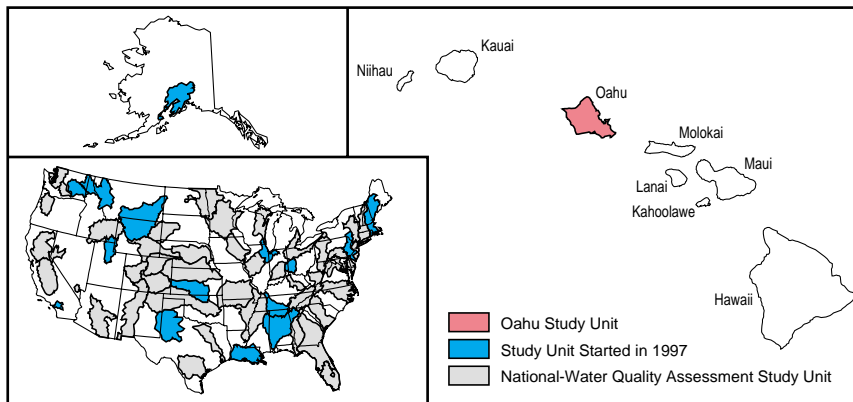 Kauai
Niihau
Oahu
Molokai
Maui
Lanai
Kahoolawe
Hawaii
Oahu Study Unit
Study Unit Started in 1997
National-Water Quality Assessment Study Unit